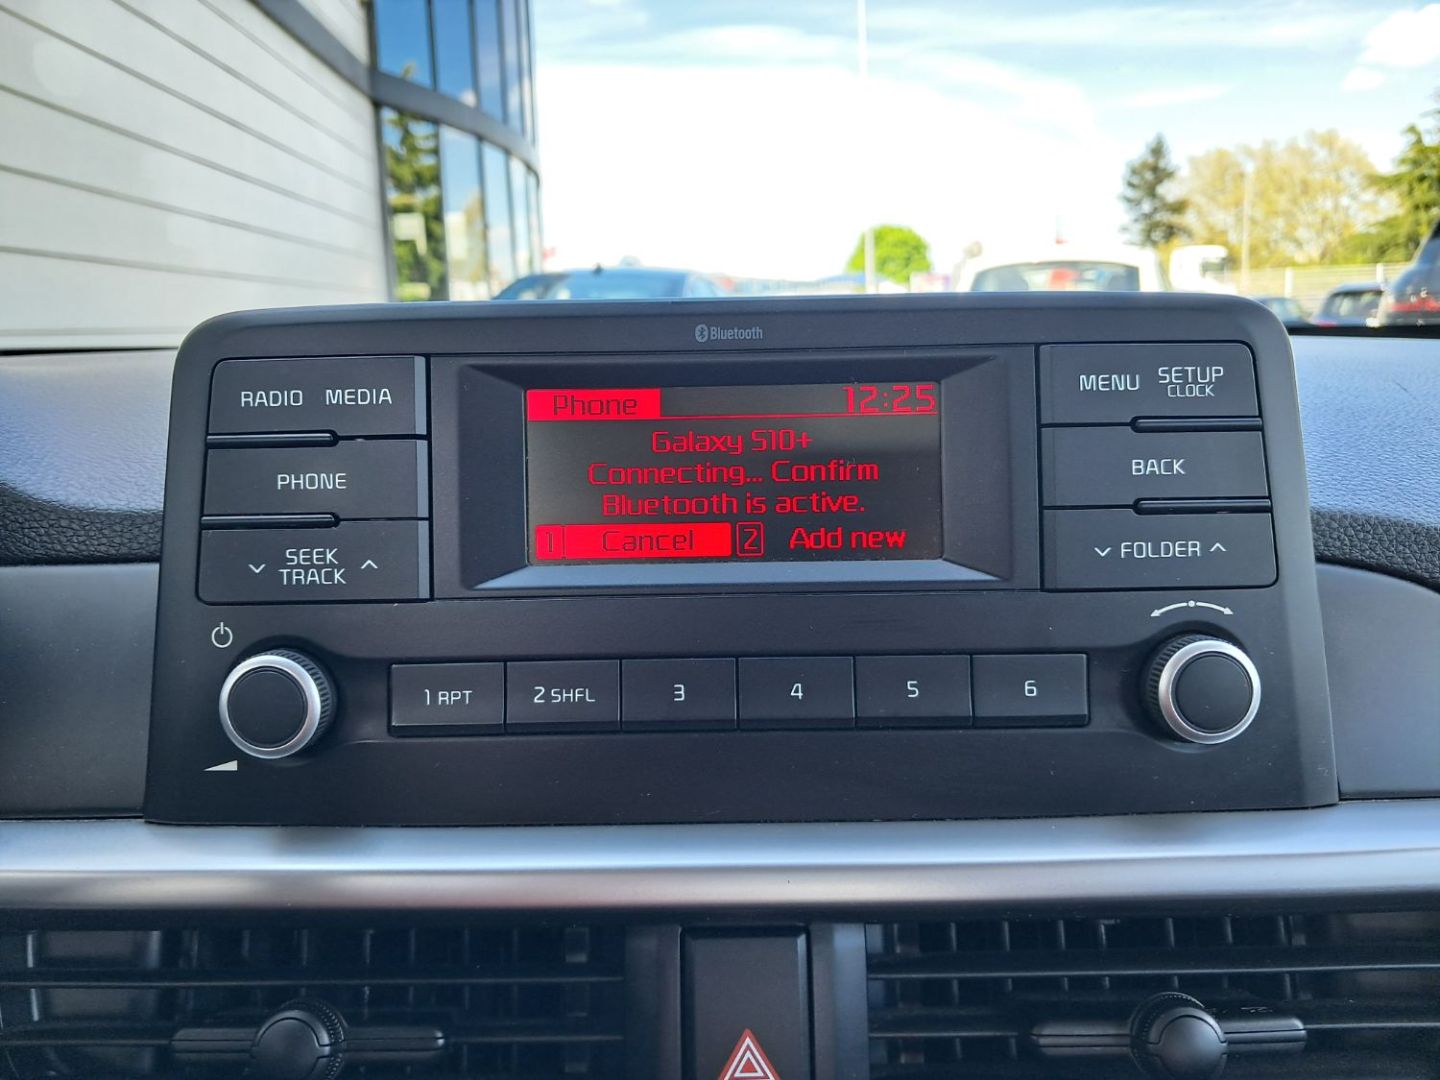 Bluetooth
RADIO MEDIA
PHONE
SEEK
TRACK
Phone 12:25
Galaxy S10+
Connecting... Confirm
Bluetooth is active.
1 Cancel 2 Add new
MENU SETUP
CLOCK
BACK
FOLDER
1 RPT 2 SHFL 3 4 5 6